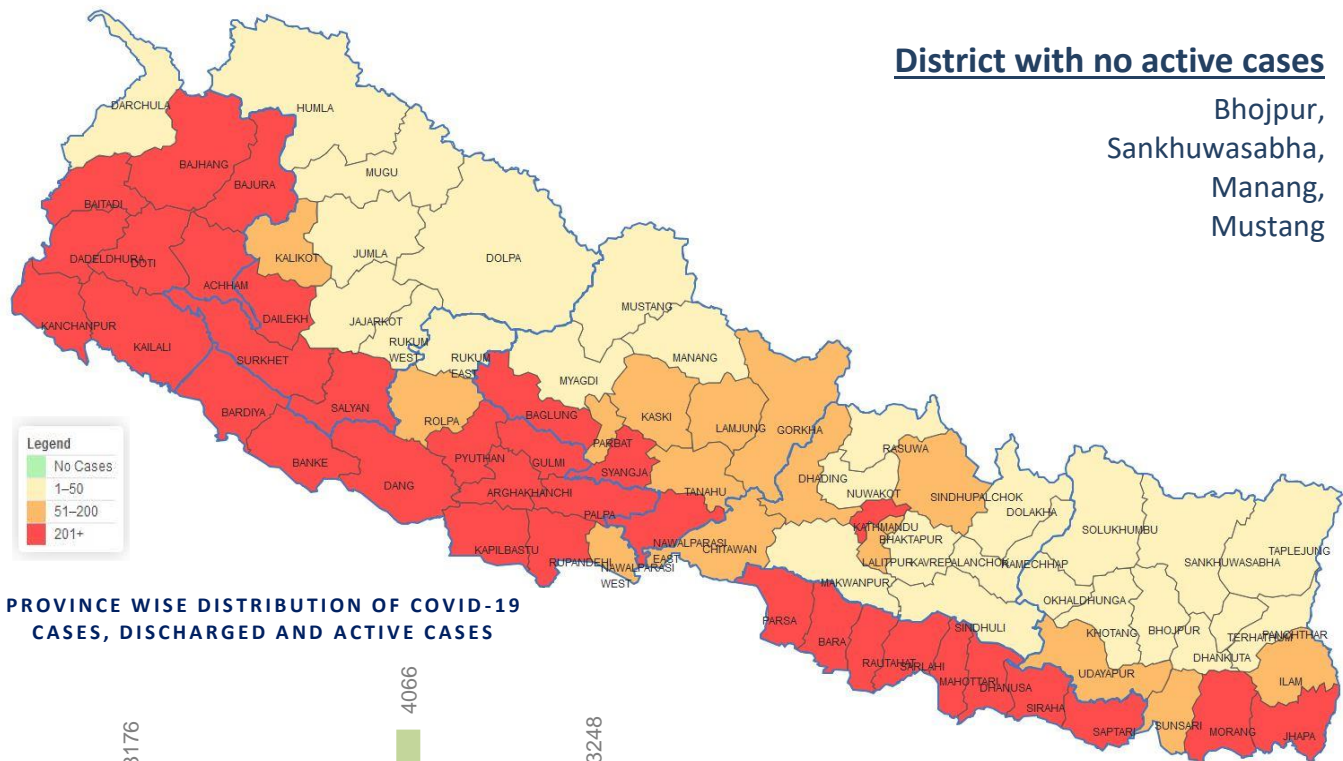 District with no active cases
Bhojpur,
Sankhuwasabha,
Manang,
Mustang
DARCHULA
HUMLA
BAJHANG
MUGU
BAJURA
BAITADI
DADELDHURA
DOTI
KALIKOT
JUMLA
DOLPA
ACHHAM
MUSTANG
KANCHANPUR
DAILEKH
JAJARKOT
KAILALI
RUKUM
WEST
SURKHET
RUKUM
EAST
MANANG
MYAGDI
BARDIYA
SALYAN
ROLPA
BAGLUNG
KASKI
LAMJUNG
GORKHA
PARBAT
RASUWA
BANKE
DANG
PYUTHAN
GULMI
SYANGJA
DHADING
NUWAKOT
SINDHUPALCHOK
ARGHAKHANCHI
TANAHU
DOLAKHA
PALPA
KATHMANDU
BHAKTAPUR
SOLUKHUMBU
TAPLEJUNG
KAPILBASTU
RUPANDEHI
NAWALPARASI
EAST
CHITAWAN
LALITPUR
KAVREPALANCHOK
RAMECHHAP
SANKHUWASABHA
NAWALPARASI
WEST
MAKWANPUR
OKHALDHUNGA
PARSA
BARA
SINDHULI
KHOTANG
BHOJPUR
TERHATHUM
PANCHTHAR
RAUTAHAT
SARLAHI
DHANKUTA
MAHOTTARI
DHANUSA
UDAYAPUR
ILAM
SIRAHA
SAPTARI
SUNSARI
MORANG
JHAPA
Legend
No Cases
1–50
51–200
201+
PROVINCE WISE DISTRIBUTION OF COVID-19
CASES, DISCHARGED AND ACTIVE CASES
4066
3248